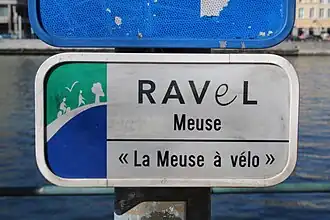 RAVeL
Meuse
« La Meuse à vélo »